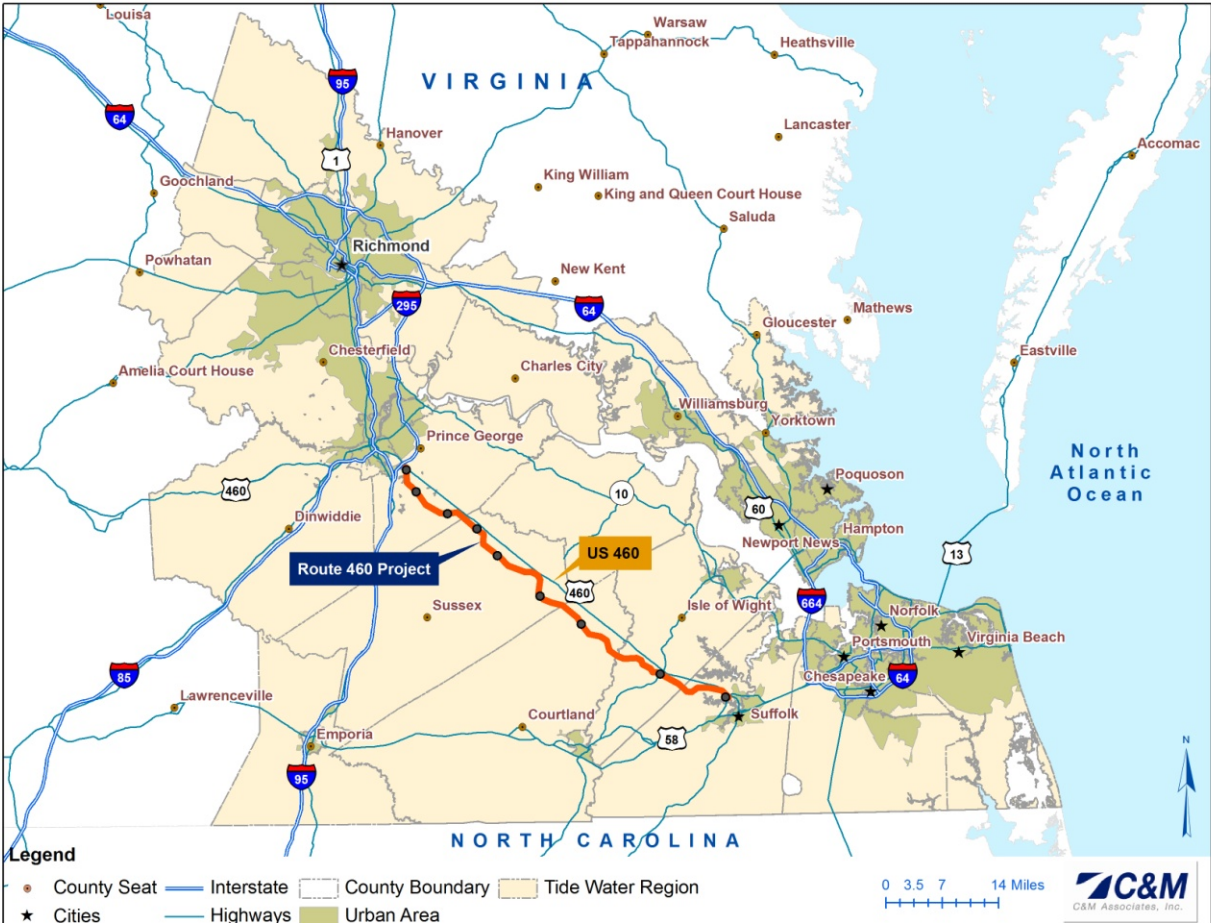 Louisa
Warsaw
Tappahannock
Heathsville
VIRGINIA
95
64
Lancaster
Hanover
Accomac
1
Goochland
King William
King and Queen Court House
Saluda
Richmond
Powhatan
New Kent
295
64
Mathews
Gloucester
Chesterfield
Eastville
Amelia Court House
Charles City
Williamsburg
Yorktown
Prince George
North
Atlantic
Ocean
Poquoson
460
10
60
Dinwiddie
Hampton
Newport News
US 460
13
Route 460 Project
460
664
Sussex
Isle of Wight
Norfolk
Portsmouth
Virginia Beach
85
Chesapeake
64
Lawrenceville
Courtland
Suffolk
58
Emporia
95
N
NORTH CAROLINA
Legend
County Seat
Interstate
County Boundary
Tide Water Region
Cities
Highways
Urban Area
0 3.5 7 14 Miles
C&M
C&M Associates, Inc.